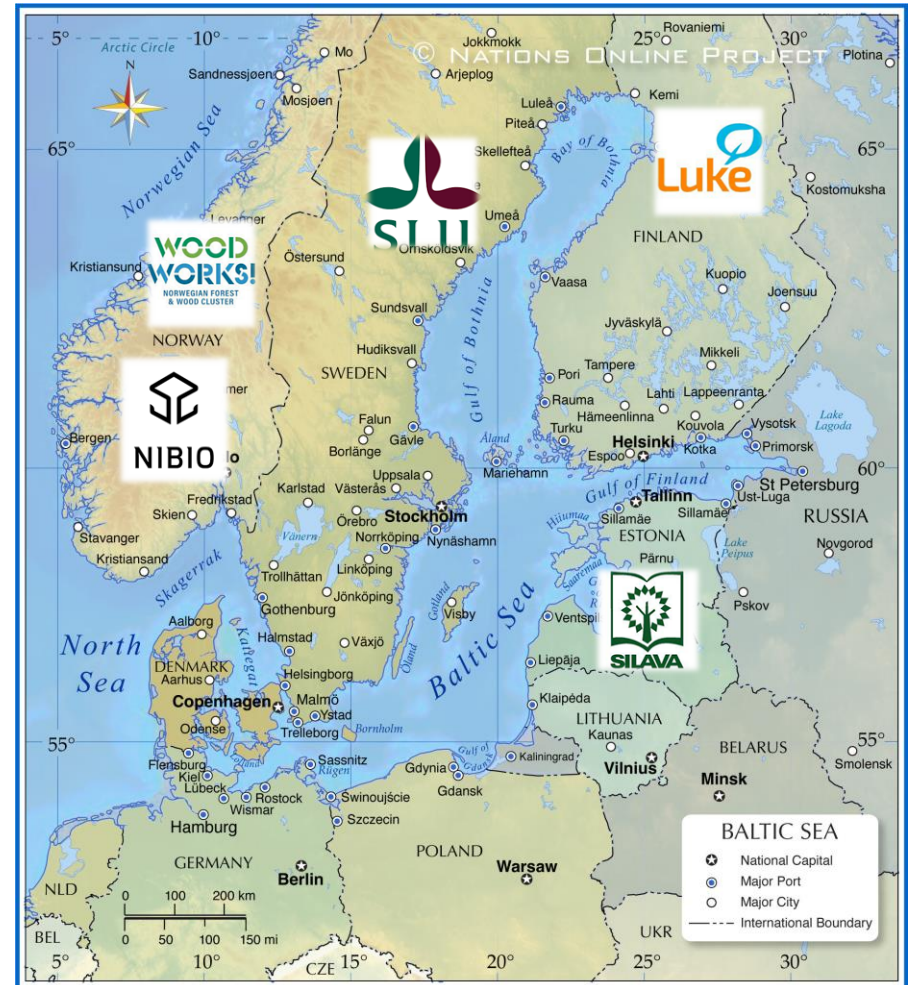 5°
Arctic Circle
10°
Mo
Jokkmokk
Rovaniemi
25°
30°
© NATIONS ONLINE PROJECT
N
Sandnessjøen
Mosjøen
Arjeplog
Plotina
Luleå
Kemi
Piteå
65°
65°
Norwegian Sea
Skellefteå
Bay of Bothnia
Luke
Kostomuksha
SLU
Levanger
Umeå
FINLAND
WOOD
WORKS!
NORWEGIAN FOREST
& WOOD CLUSTER
Kristiansund
Östersund
Örnsköldsvik
Vaasa
Kuopio
Joensuu
Sundsvall
Gulf of Bothnia
Jyväskylä
NORWAY
Hudiksvall
SWEDEN
Mikkeli
Tampere
Pori
Lahti
Lappeenranta
Rauma
Hämeenlinna
NIBIO
Bergen
Falun
Borlänge
Gävle
Åland
Turku
Kouvola
Vysotsk
Lake
Lagoda
Helsinki
Espoo
Kotka
Primorsk
Mariehamn
60°
Uppsala
St Petersburg
Fredrikstad
Karlstad
Västerås
Gulf of Finland
Tallinn
Ust-Luga
Skien
Örebro
Stockholm
Sillamäe
Sillamäe
RUSSIA
Stavanger
Vänern
Norrköping
Nynäshamn
Hiiumaa
ESTONIA
Lake
Peipus
Novgorod
Kristiansand
Linköping
Pärnu
Skagerrak
Trollhättan
Saaremaa
Jönköping
Gotland
Visby
Pskov
Gothenburg
Ventspil
SILAVA
Aalborg
Kattegat
North
Sea
Halmstad
Växjö
Öland
Baltic Sea
Liepāja
DENMARK
Aarhus
Helsingborg
Klaipéda
Copenhagen
Malmö
Ystad
LITHUANIA
Odense
Trelleborg
Bornholm
Kaunas
55°
55°
BELARUS
Flensburg
Sassnitz
Gulf of
Gdańsk
Kaliningrad
Vilnius
Smolensk
Kiel
Lolland
Rügen
Gdynia
Minsk
Lübeck
Rostock
Swinoujście
Gdansk
Wismar
Hamburg
Szczecin
BALTIC SEA
National Capital
Major Port
Major City
International Boundary
GERMANY
POLAND
Berlin
Warsaw
NLD
0 100 200 km
0 50 100 150 mi
BEL
UKR
CZE
5°
10°
15°
20°
25°
30°